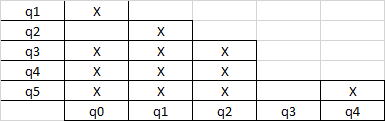 q1 X
q2 X
q3 X X X
q4 X X X
q5 X X X X
q0 q1 q2 q3 q4